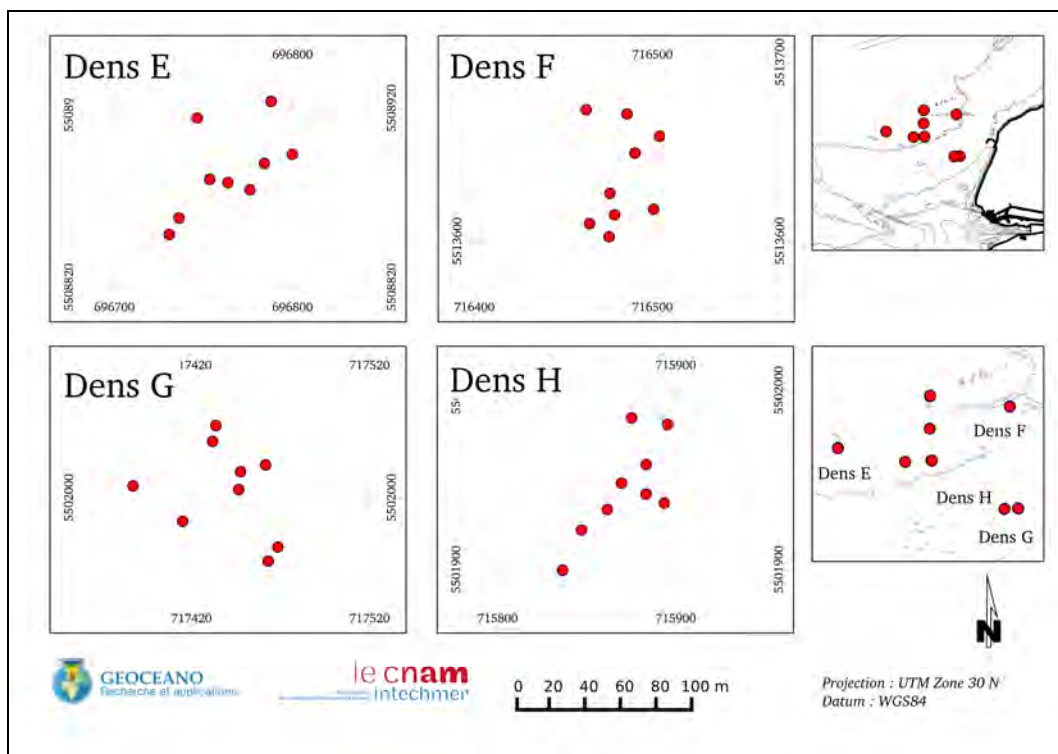 Dens E
696800
550892
5508920
5508820
5508820
696700
696800
Dens F
716500
5513700
5513600
5513600
716400
716500
Dens G
17420
717520
5502000
5502000
717420
717520
Dens H
715900
55
5502000
5501900
5501900
715800
715900
Dens E
Dens F
Dens H
Dens G
N
GEOCEANO
Recherche et applications
le cnam
intechmer
0 20 40 60 80 100 m
Projection : UTM Zone 30 N
Datum : WGS84